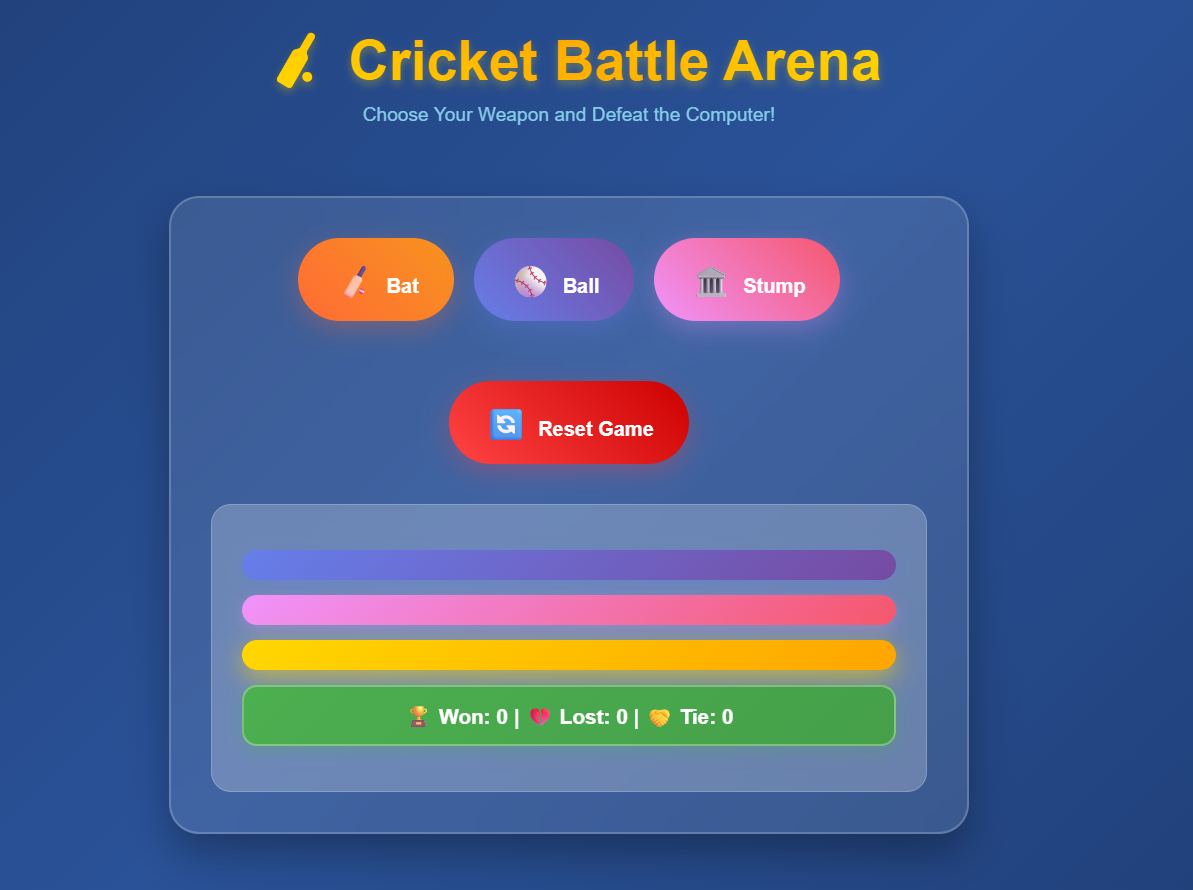 Cricket Battle Arena
Choose Your Weapon and Defeat the Computer!
Bat
Ball
Stump
Reset Game
🏆 Won: 0 | 💔 Lost: 0 | 🤝 Tie: 0